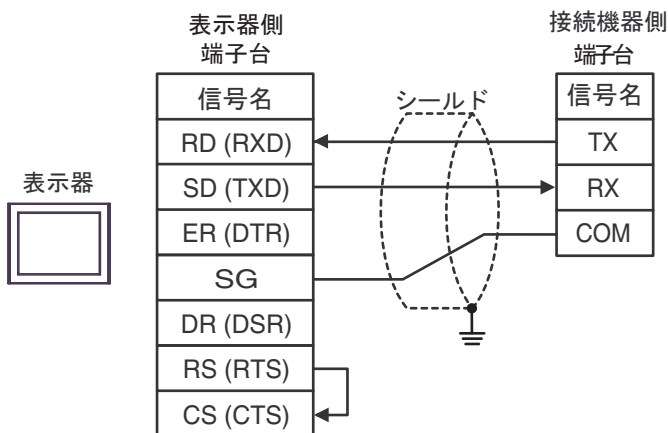 表示器側
端子台
信号名
RD (RXD)
SD (TXD)
ER (DTR)
SG
DR (DSR)
RS (RTS)
CS (CTS)
表示器
シールド
接続機器側
端子台
信号名
TX
RX
COM